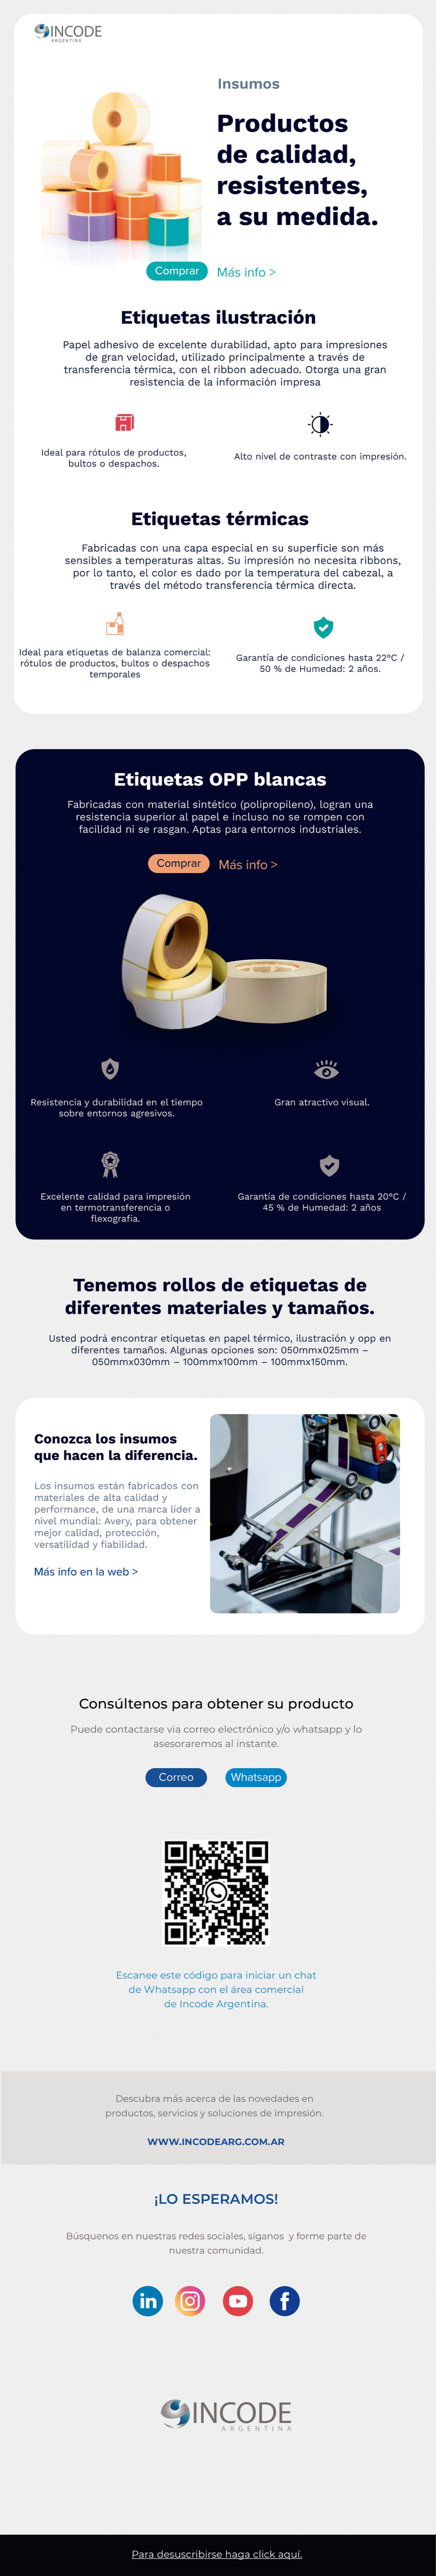 INCODE
ARGENTINA
Insumos
Productos
de calidad,
resistentes,
a su medida.
Comprar
Más info >
Etiquetas ilustración
Papel adhesivo de excelente durabilidad, apto para impresiones
de gran velocidad, utilizado principalmente a través de
transferencia térmica, con el ribbon adecuado. Otorga una gran
resistencia de la información impresa
Ideal para rótulos de productos,
bultos o despachos.
Alto nivel de contraste con impresión.
Etiquetas térmicas
Fabricadas con una capa especial en su superficie son más
sensibles a temperaturas altas. Su impresión no necesita ribbons,
por lo tanto, el color es dado por la temperatura del cabezal, a
través del método transferencia térmica directa.
Ideal para etiquetas de balanza comercial:
rótulos de productos, bultos o despachos
temporales
Garantía de condiciones hasta 22°C /
50 % de Humedad: 2 años.
Etiquetas OPP blancas
Fabricadas con material sintético (polipropileno), logran una
resistencia superior al papel e incluso no se rompen con
facilidad ni se rasgan. Aptas para entornos industriales.
Comprar
Más info >
Resistencia y durabilidad en el tiempo
sobre entornos agresivos.
Gran atractivo visual.
Excelente calidad para impresión
en termotransferencia o
flexografia.
Garantía de condiciones hasta 20°C /
45 % de Humedad: 2 años
Tenemos rollos de etiquetas de
diferentes materiales y tamaños.
Usted podrá encontrar etiquetas en papel térmico, ilustración y opp en
diferentes tamaños. Algunas opciones son: 050mmx025mm –
050mmx030mm – 100mmx100mm – 100mmx150mm.
Conozca los insumos
que hacen la diferencia.
Los insumos están fabricados con
materiales de alta calidad y
performance, de una marca líder a
nivel mundial: Avery, para obtener
mejor calidad, protección,
versatilidad y fiabilidad.
Más info en la web >
Consúltenos para obtener su producto
Puede contactarse via correo electrónico y/o whatsapp y lo
asesoraremos al instante.
Correo
Whatsapp
Escanee este código para iniciar un chat
de Whatsapp con el área comercial
de Incode Argentina.
Descubra más acerca de las novedades en
productos, servicios y soluciones de impresión.
WWW.INCODEARG.COM.AR
¡LO ESPERAMOS!
Búsquenos en nuestras redes sociales, síganos y forme parte de
nuestra comunidad.
in
f
INCODE
ARGENTINA
Para desuscribirse haga click aquí.